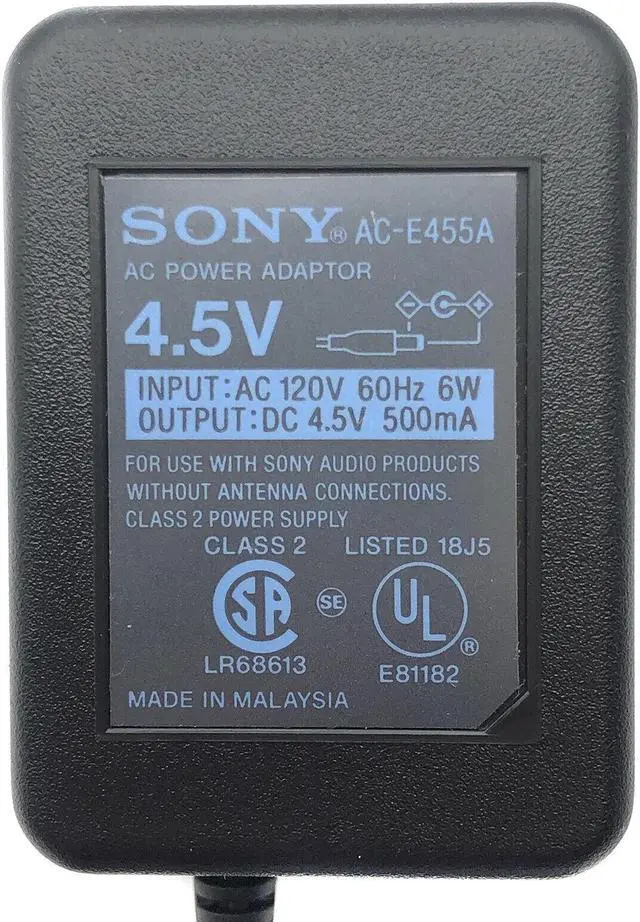 SONY® AC-E455A
AC POWER ADAPTOR
4.5V
INPUT:AC 120V 60Hz 6W
OUTPUT:DC 4.5V 500mA
FOR USE WITH SONY AUDIO PRODUCTS
WITHOUT ANTENNA CONNECTIONS.
CLASS 2 POWER SUPPLY
CLASS 2 LISTED 18J5
SA SE UL®
LR68613 E81182
MADE IN MALAYSIA